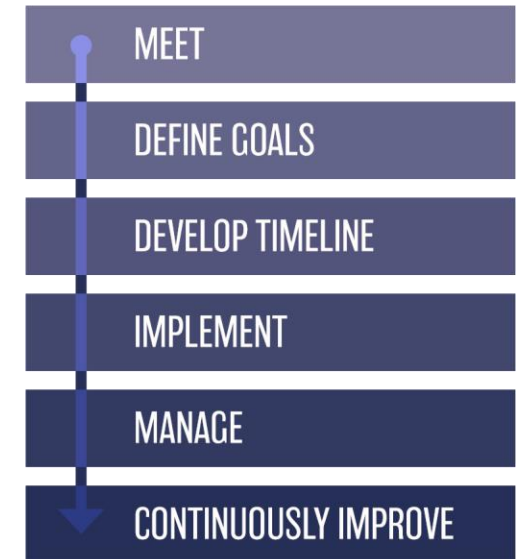 MEET
DEFINE GOALS
DEVELOP TIMELINE
IMPLEMENT
MANAGE
CONTINUOUSLY IMPROVE